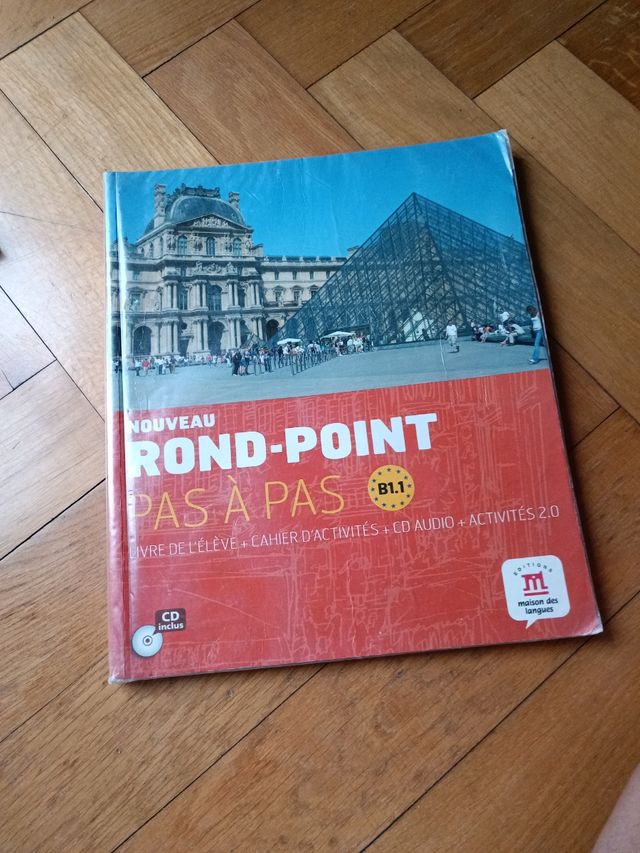 NOUVEAU
ROND-POINT
PAS À PAS
B1.1
LIVRE DE L'ÉLÈVE + CAHIER D'ACTIVITÉS + CD AUDIO + ACTIVITÉS 2.0
CD
inclus
EDITIONS
m
maison des
langues